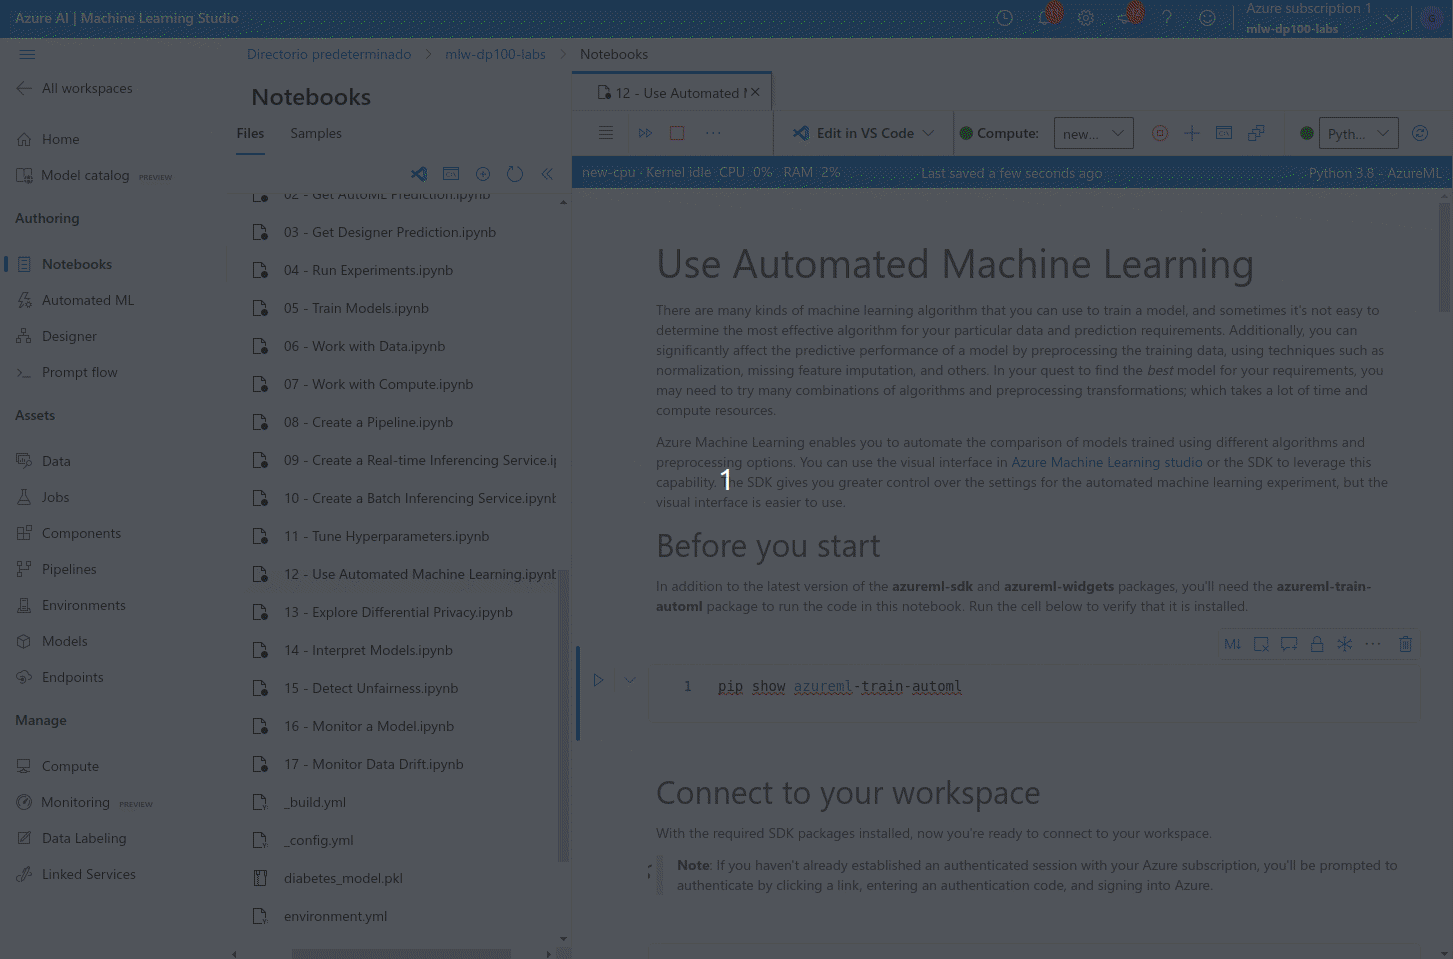 Azure AI | Machine Learning Studio
Azure subscription 1
mlw-dp100-labs
Directorio predeterminado
mlw-dp100-labs
Notebooks
All workspaces
Home
Model catalog PREVIEW
Authoring
Notebooks
Automated ML
Designer
Prompt flow
Assets
Data
Jobs
Components
Pipelines
Environments
Models
Endpoints
Manage
Compute
Monitoring PREVIEW
Data Labeling
Linked Services
Notebooks
Files
Samples
02 - Get AutoML Prediction.ipynb
03 - Get Designer Prediction.ipynb
04 - Run Experiments.ipynb
05 - Train Models.ipynb
06 - Work with Data.ipynb
07 - Work with Compute.ipynb
08 - Create a Pipeline.ipynb
09 - Create a Real-time Inferencing Service.ip
10 - Create a Batch Inferencing Service.ipynb
11 - Tune Hyperparameters.ipynb
12 - Use Automated Machine Learning.ipynb
13 - Explore Differential Privacy.ipynb
14 - Interpret Models.ipynb
15 - Detect Unfairness.ipynb
16 - Monitor a Model.ipynb
17 - Monitor Data Drift.ipynb
_build.yml
_config.yml
diabetes_model.pkl
environment.yml
12 - Use Automated
Edit in VS Code
Compute:
new...
Pyth...
new-cpu · Kernel idle CPU 0% RAM 2%
Last saved a few seconds ago
Python 3.8 - AzureML
Use Automated Machine Learning
There are many kinds of machine learning algorithm that you can use to train a model, and sometimes it's not easy to
determine the most effective algorithm for your particular data and prediction requirements. Additionally, you can
significantly affect the predictive performance of a model by preprocessing the training data, using techniques such as
normalization, missing feature imputation, and others. In your quest to find the best model for your requirements, you
may need to try many combinations of algorithms and preprocessing transformations; which takes a lot of time and
compute resources.
Azure Machine Learning enables you to automate the comparison of models trained using different algorithms and
preprocessing options. You can use the visual interface in Azure Machine Learning studio or the SDK to leverage this
capability. The SDK gives you greater control over the settings for the automated machine learning experiment, but the
visual interface is easier to use.
1
Before you start
In addition to the latest version of the azureml-sdk and azureml-widgets packages, you'll need the azureml-train-
automl package to run the code in this notebook. Run the cell below to verify that it is installed.
M↓
1 pip show azureml-train-automl
Connect to your workspace
With the required SDK packages installed, now you're ready to connect to your workspace.
Note: If you haven't already established an authenticated session with your Azure subscription, you'll be prompted to
authenticate by clicking a link, entering an authentication code, and signing into Azure.